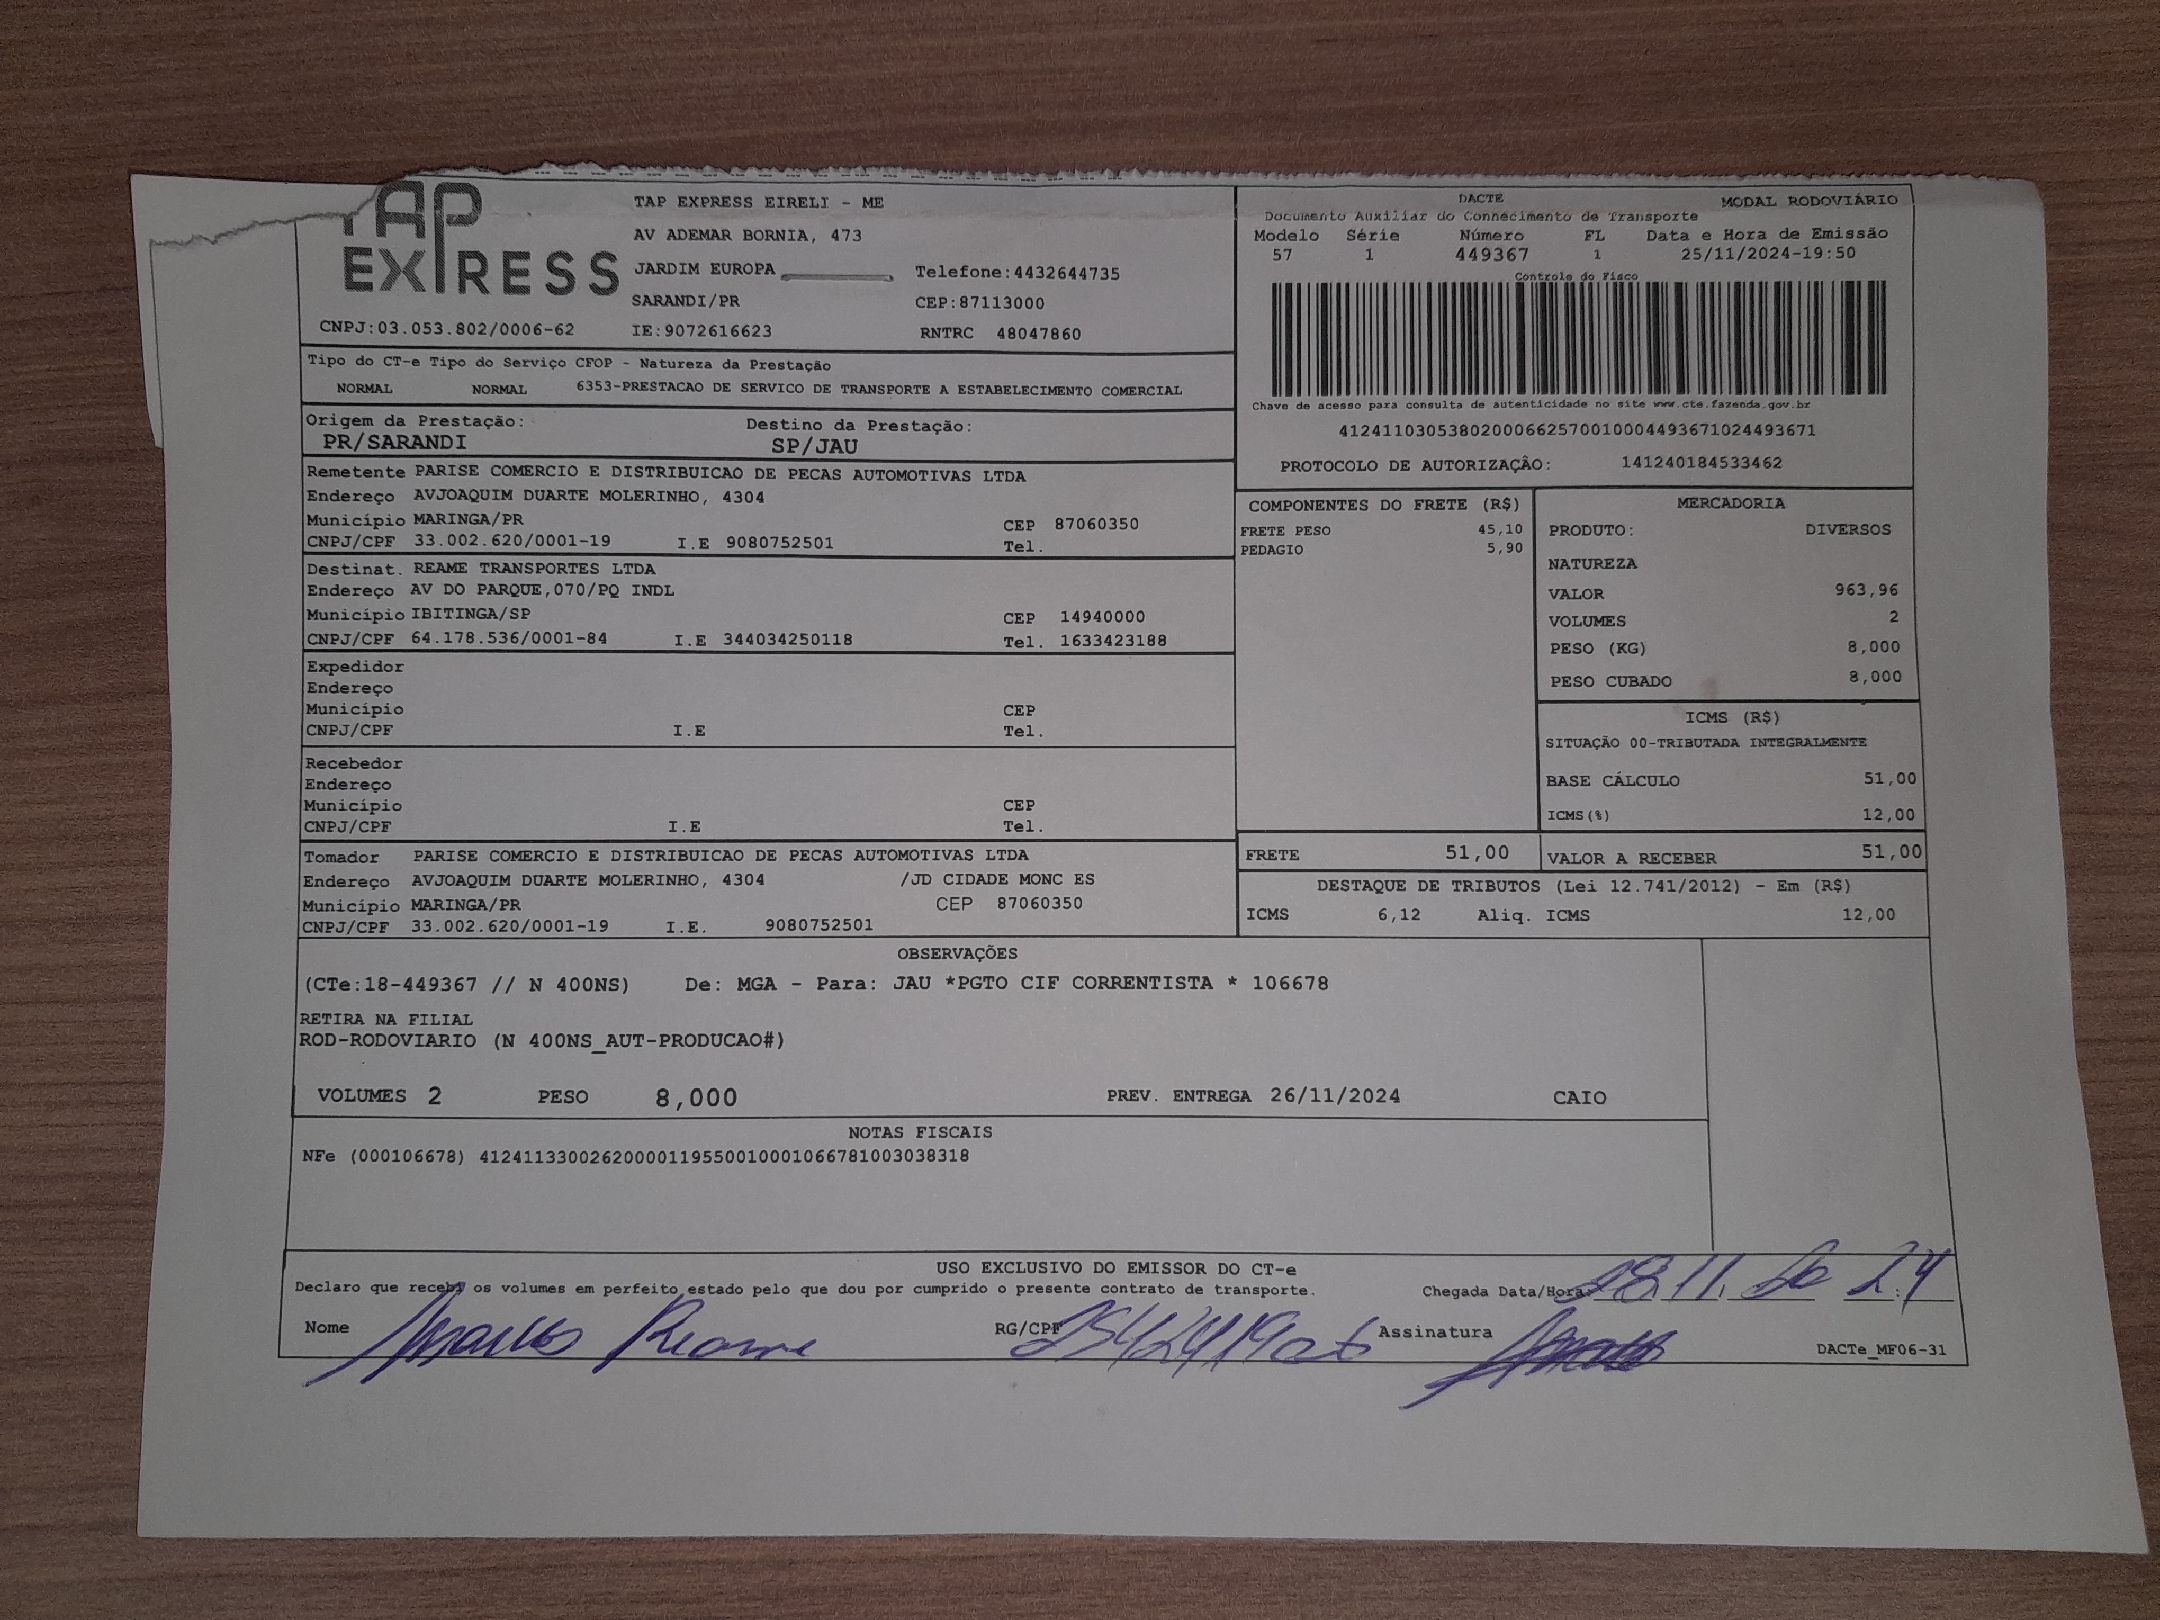 TAP
EXPRESS
TAP EXPRESS EIRELI - ME
AV ADEMAR BORNIA, 473
JARDIM EUROPA Telefone:4432644735
SARANDI/PR CEP:87113000
CNPJ:03.053.802/0006-62 IE:9072616623 RNTRC 48047860
DACTE MODAL RODOVIÁRIO
Documento Auxiliar do Connecimento de Transporte
Modelo Série Número FL Data e Hora de Emissão
57 1 449367 1 25/11/2024-19:50
Controle do Fisco
Chave de acesso para consulta de autenticidade no site www.cte.fazenda.gov.br
41241103053802000662570010004493671024493671
PROTOCOLO DE AUTORIZAÇÂO: 141240184533462
Tipo do CT-e Tipo do Serviço CFOP - Natureza da Prestação
NORMAL NORMAL 6353-PRESTACAO DE SERVICO DE TRANSPORTE A ESTABELECIMENTO COMERCIAL
Origem da Prestação: Destino da Prestação:
PR/SARANDI SP/JAU
Remetente PARISE COMERCIO E DISTRIBUICAO DE PECAS AUTOMOTIVAS LTDA
Endereço AVJOAQUIM DUARTE MOLERINHO, 4304
Município MARINGA/PR CEP 87060350
CNPJ/CPF 33.002.620/0001-19 I.E 9080752501 Tel.
Destinat. REAME TRANSPORTES LTDA
Endereço AV DO PARQUE,070/PQ INDL
Município IBITINGA/SP CEP 14940000
CNPJ/CPF 64.178.536/0001-84 I.E 344034250118 Tel. 1633423188
Expedidor
Endereço
Município CEP
CNPJ/CPF I.E Tel.
Recebedor
Endereço
Município CEP
CNPJ/CPF I.E Tel.
Tomador PARISE COMERCIO E DISTRIBUICAO DE PECAS AUTOMOTIVAS LTDA
Endereço AVJOAQUIM DUARTE MOLERINHO, 4304 /JD CIDADE MONC ES
Município MARINGA/PR CEP 87060350
CNPJ/CPF 33.002.620/0001-19 I.E. 9080752501
COMPONENTES DO FRETE (R$)
FRETE PESO 45,10
PEDAGIO 5,90
MERCADORIA
PRODUTO: DIVERSOS
NATUREZA
VALOR 963,96
VOLUMES 2
PESO (KG) 8,000
PESO CUBADO 8,000
ICMS (R$)
SITUAÇÃO 00-TRIBUTADA INTEGRALMENTE
BASE CÁLCULO 51,00
ICMS(%) 12,00
FRETE 51,00 VALOR A RECEBER 51,00
DESTAQUE DE TRIBUTOS (Lei 12.741/2012) - Em (R$)
ICMS 6,12 Aliq. ICMS 12,00
OBSERVAÇÕES
(CTe:18-449367 // N 400NS) De: MGA - Para: JAU *PGTO CIF CORRENTISTA * 106678
RETIRA NA FILIAL
ROD-RODOVIARIO (N 400NS_AUT-PRODUCAO#)
VOLUMES 2 PESO 8,000 PREV. ENTREGA 26/11/2024 CAIO
NOTAS FISCAIS
NFe (000106678) 41241133002620000119550010001066781003038318
USO EXCLUSIVO DO EMISSOR DO CT-e
Declaro que recebi os volumes em perfeito estado pelo que dou por cumprido o presente contrato de transporte. Chegada Data/Hora: 28.11. de 24
Nome Marcos Reame RG/CPF Assinatura
DACTe_MF06-31